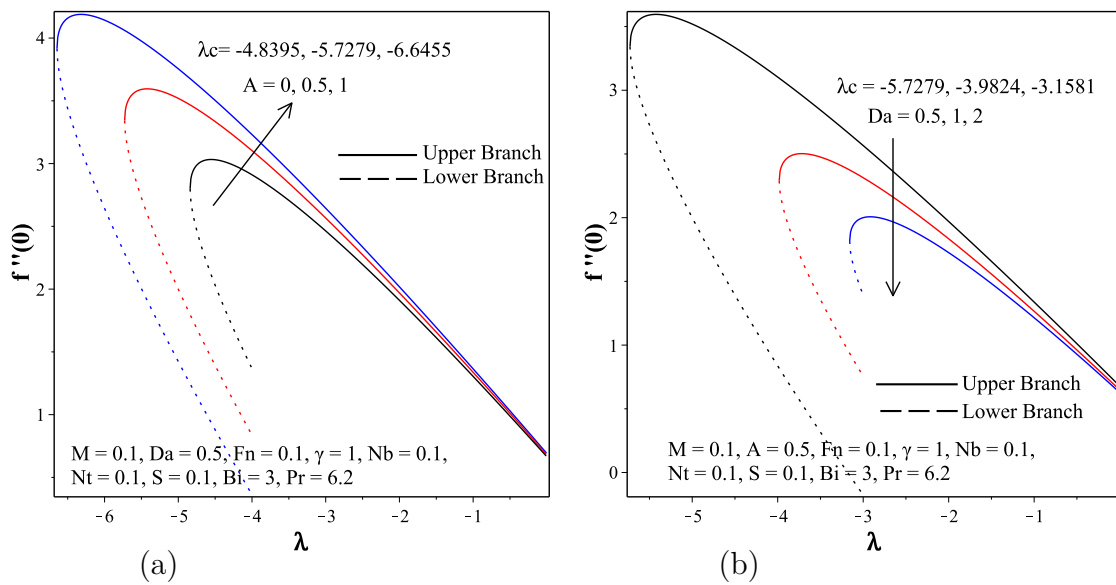 4
3
2
1
f ''(0)
λc= -4.8395, -5.7279, -6.6455
A = 0, 0.5, 1
Upper Branch
Lower Branch
M = 0.1, Da = 0.5, Fn = 0.1, γ = 1, Nb = 0.1,
Nt = 0.1, S = 0.1, Bi = 3, Pr = 6.2
−6 −5 −4 −3 −2 −1
λ
(a)
3
2
1
0
f ''(0)
λc = -5.7279, -3.9824, -3.1581
Da = 0.5, 1, 2
Upper Branch
Lower Branch
M = 0.1, A = 0.5, Fn = 0.1, γ = 1, Nb = 0.1,
Nt = 0.1, S = 0.1, Bi = 3, Pr = 6.2
−5 −4 −3 −2 −1
λ
(b)